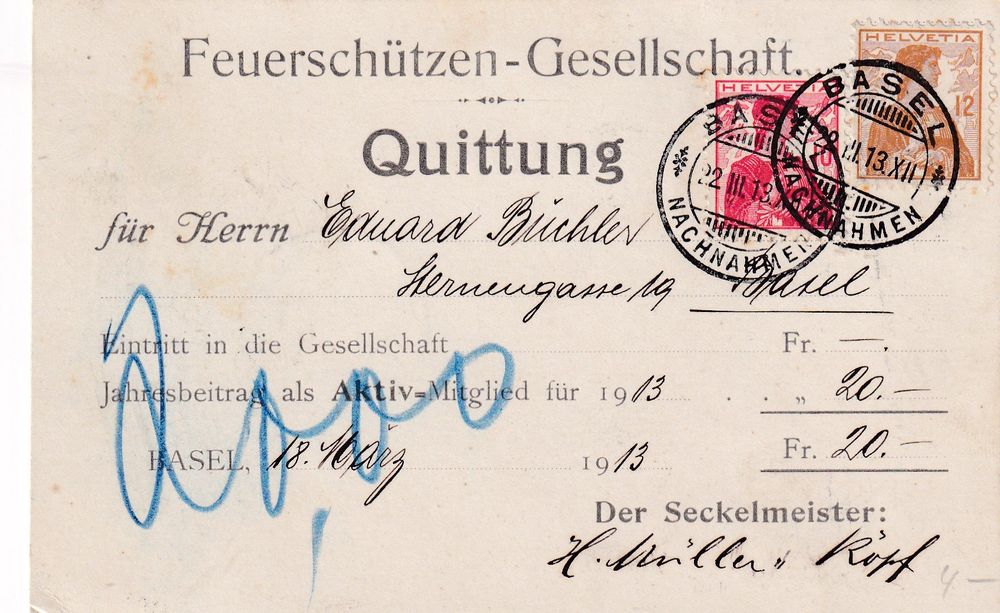 Feuerschützen-Gesellschaft.
HELVETIA
12
HELVETIA
10
BASEL
22 III.13.XII
NACHNAHMEN
BASEL
22.III.13.XII
NACHNAHMEN
Quittung
für Herrn Eduard Büchler
Sternengasse 19 Basel
Eintritt in die Gesellschaft Fr. —.
Jahresbeitrag als Aktiv=Mitglied für 1913 . . „ 20.—
BASEL, 18. März 1913 Fr. 20.—
Der Seckelmeister:
H. Müller-Köpf
4—